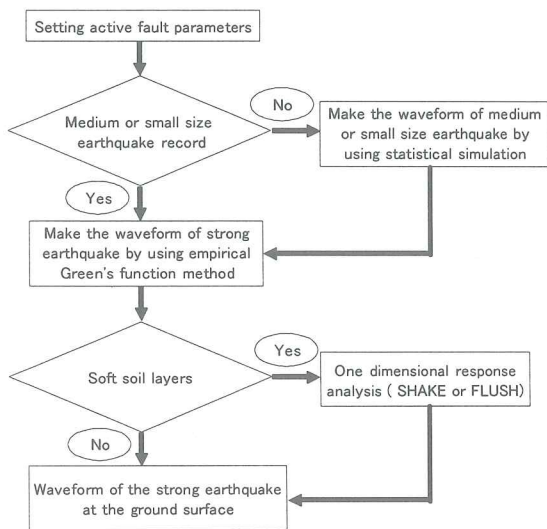 Setting active fault parameters
No
Medium or small size
earthquake record
Make the waveform of medium
or small size earthquake by
using statistical simulation
Yes
Make the waveform of strong
earthquake by using empirical
Green's function method
Yes
Soft soil layers
One dimensional response
analysis ( SHAKE or FLUSH)
No
Waveform of the strong earthquake
at the ground surface